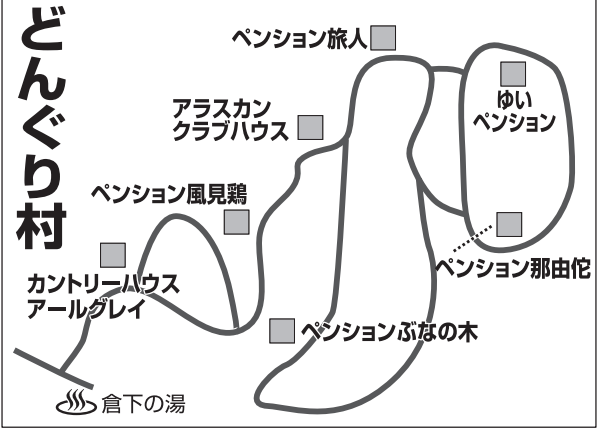 どんぐり村
ペンション旅人
ゆい
ペンション
アラスカン
クラブハウス
ペンション風見鶏
カントリーハウス
アールグレイ
ペンション那由佗
ペンションぶなの木
倉下の湯